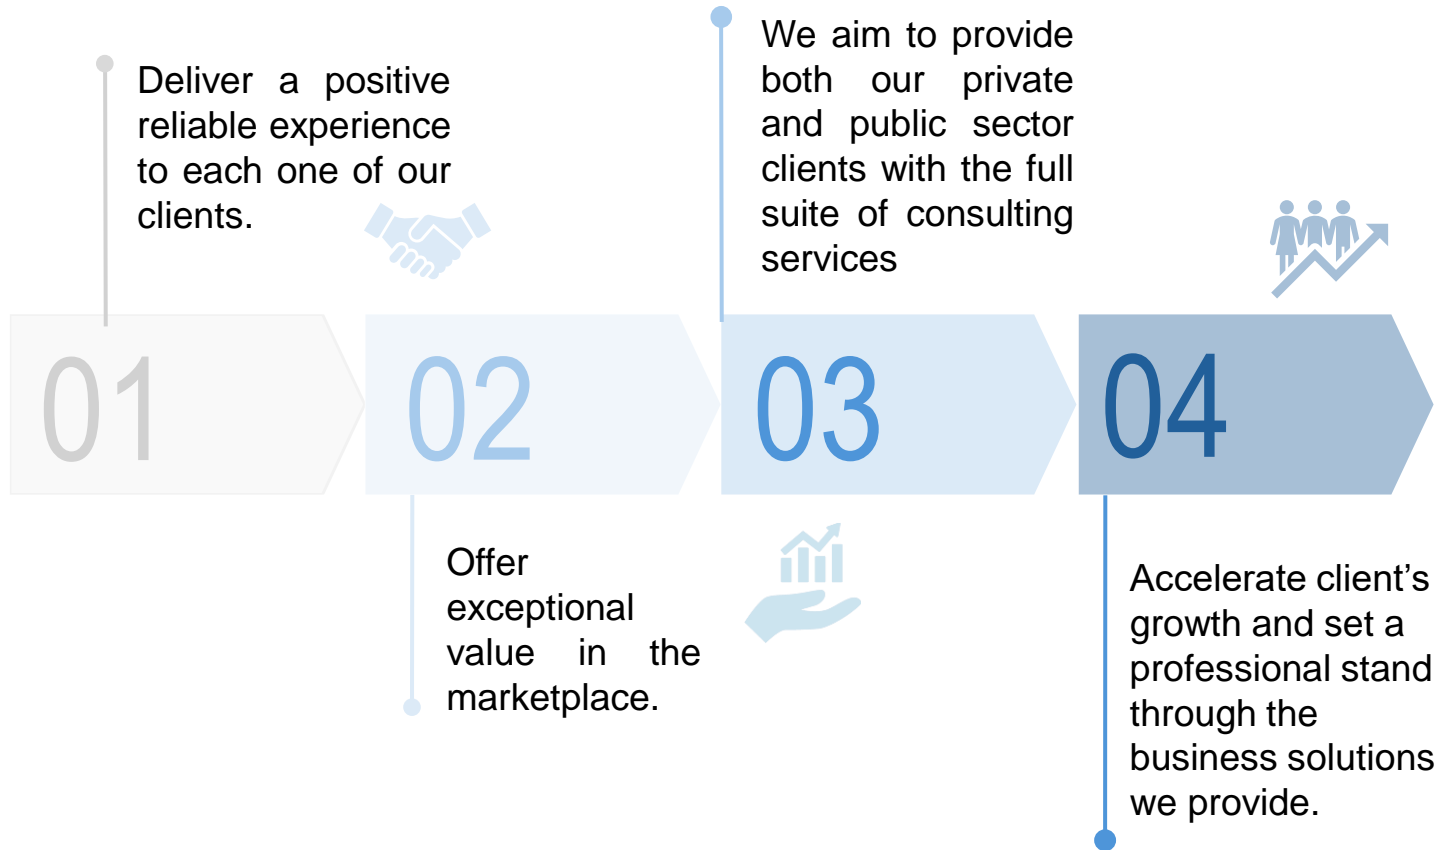 01
Deliver a positive
reliable experience
to each one of our
clients.
02
Offer
exceptional
value in the
marketplace.
03
We aim to provide
both our private
and public sector
clients with the full
suite of consulting
services
04
Accelerate client’s
growth and set a
professional stand
through the
business solutions
we provide.